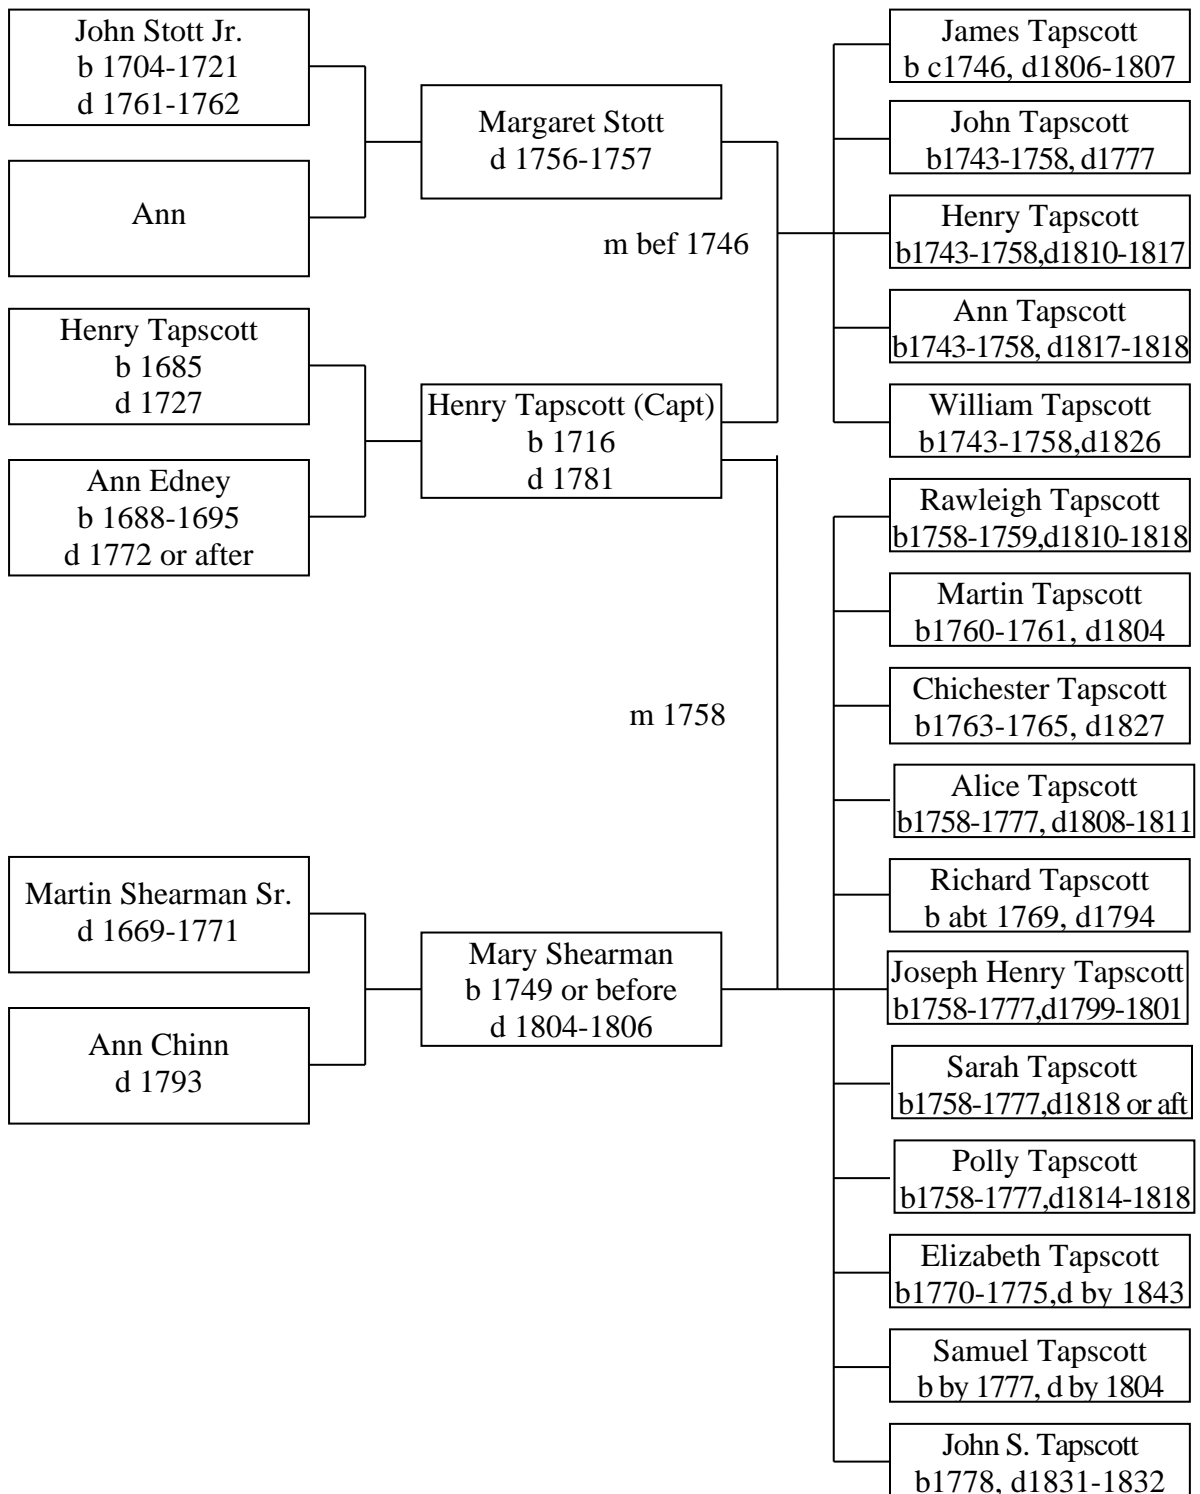 John Stott Jr.
b 1704-1721
d 1761-1762
Ann
Henry Tapscott
b 1685
d 1727
Ann Edney
b 1688-1695
d 1772 or after
Martin Shearman Sr.
d 1669-1771
Ann Chinn
d 1793
Margaret Stott
d 1756-1757
m bef 1746
Henry Tapscott (Capt)
b 1716
d 1781
m 1758
Mary Shearman
b 1749 or before
d 1804-1806
James Tapscott
b c1746, d1806-1807
John Tapscott
b1743-1758, d1777
Henry Tapscott
b1743-1758,d1810-1817
Ann Tapscott
b1743-1758, d1817-1818
William Tapscott
b1743-1758,d1826
Rawleigh Tapscott
b1758-1759,d1810-1818
Martin Tapscott
b1760-1761, d1804
Chichester Tapscott
b1763-1765, d1827
Alice Tapscott
b1758-1777, d1808-1811
Richard Tapscott
b abt 1769, d1794
Joseph Henry Tapscott
b1758-1777,d1799-1801
Sarah Tapscott
b1758-1777,d1818 or aft
Polly Tapscott
b1758-1777,d1814-1818
Elizabeth Tapscott
b1770-1775,d by 1843
Samuel Tapscott
b by 1777, d by 1804
John S. Tapscott
b1778, d1831-1832